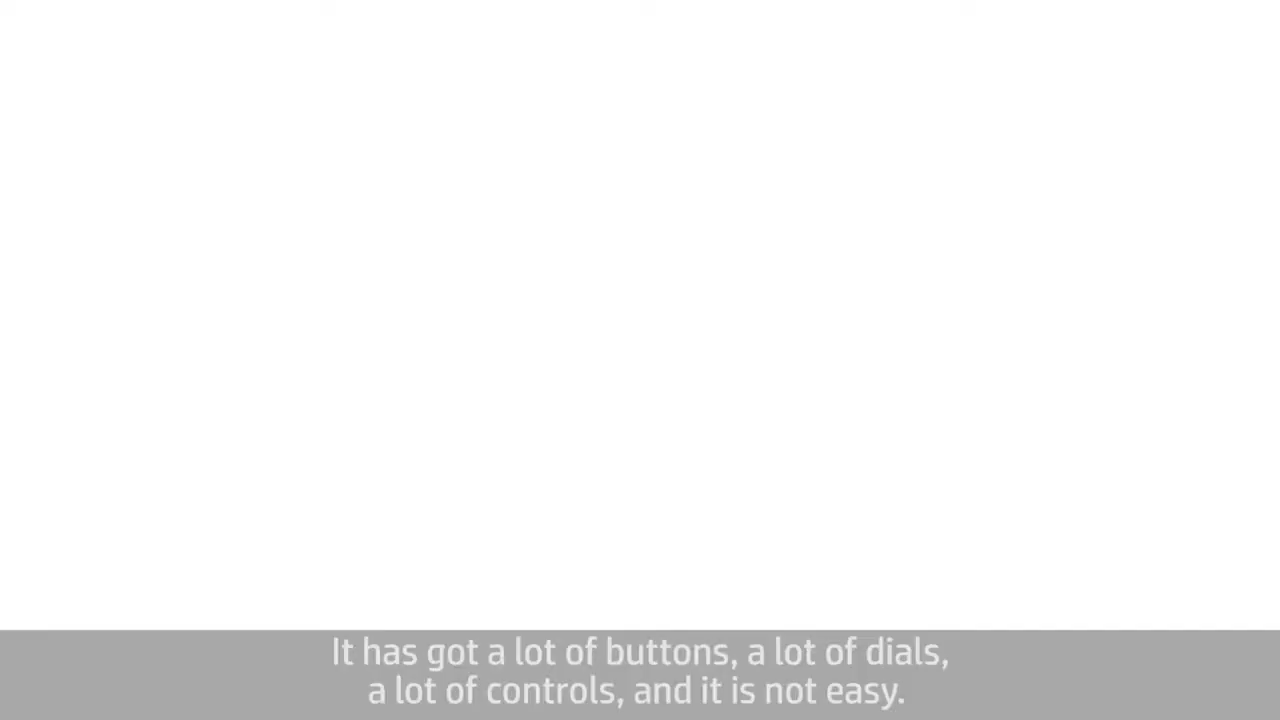 It has got a lot of buttons, a lot of dials,
a lot of controls, and it is not easy.